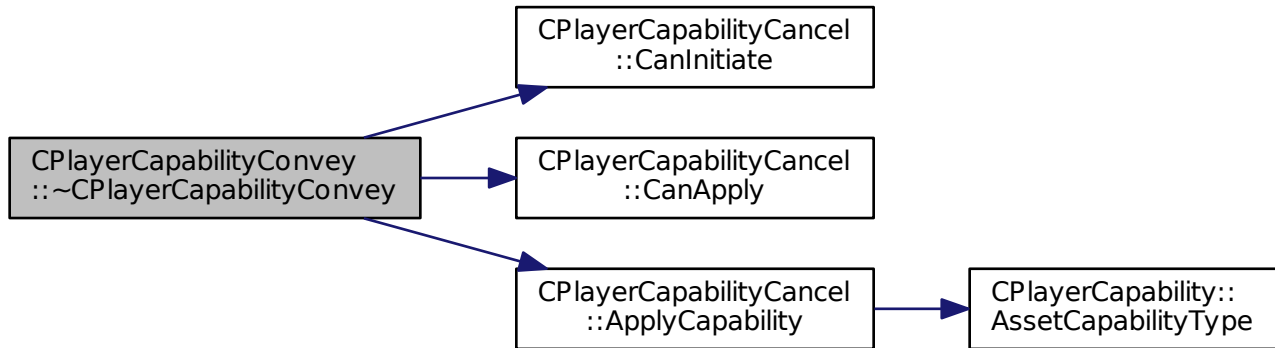 CPlayerCapabilityCancel
::CanInitiate
CPlayerCapabilityConvey
::~CPlayerCapabilityConvey
CPlayerCapabilityCancel
::CanApply
CPlayerCapabilityCancel
::ApplyCapability
CPlayerCapability::
AssetCapabilityType